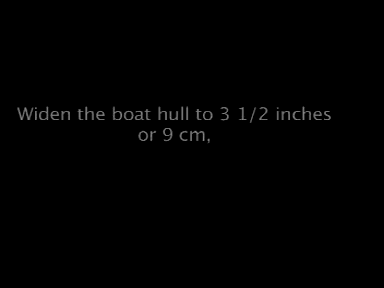 Widen the boat hull to 3 1/2 inches
or 9 cm,